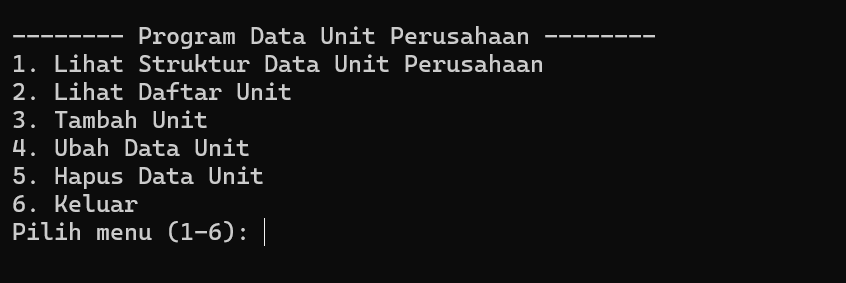 -------- Program Data Unit Perusahaan --------
1. Lihat Struktur Data Unit Perusahaan
2. Lihat Daftar Unit
3. Tambah Unit
4. Ubah Data Unit
5. Hapus Data Unit
6. Keluar
Pilih menu (1-6):